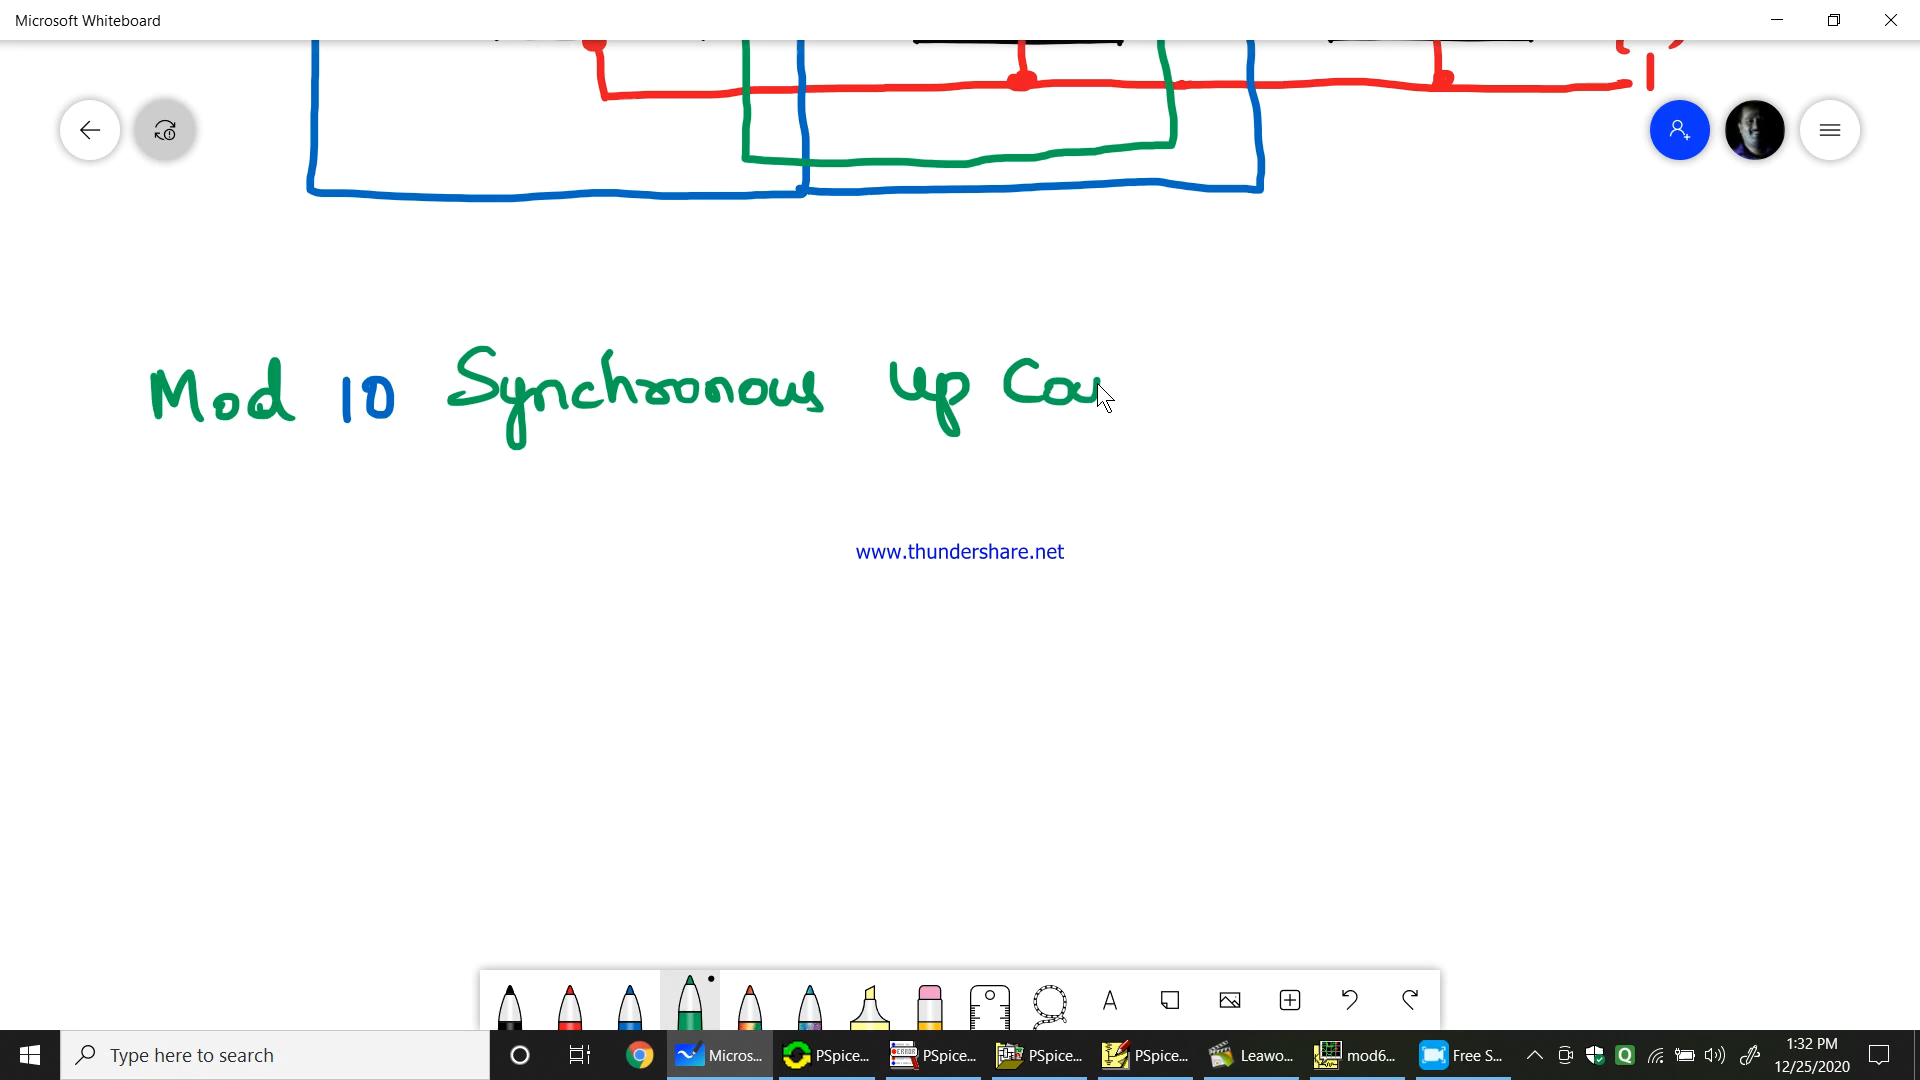 Microsoft Whiteboard
Mod 10 Synchronous Up Cou
www.thundershare.net
A
Type here to search
Micros...
PSpice...
PSpice...
PSpice...
PSpice...
Leawo...
mod6...
Free S...
1:32 PM
12/25/2020